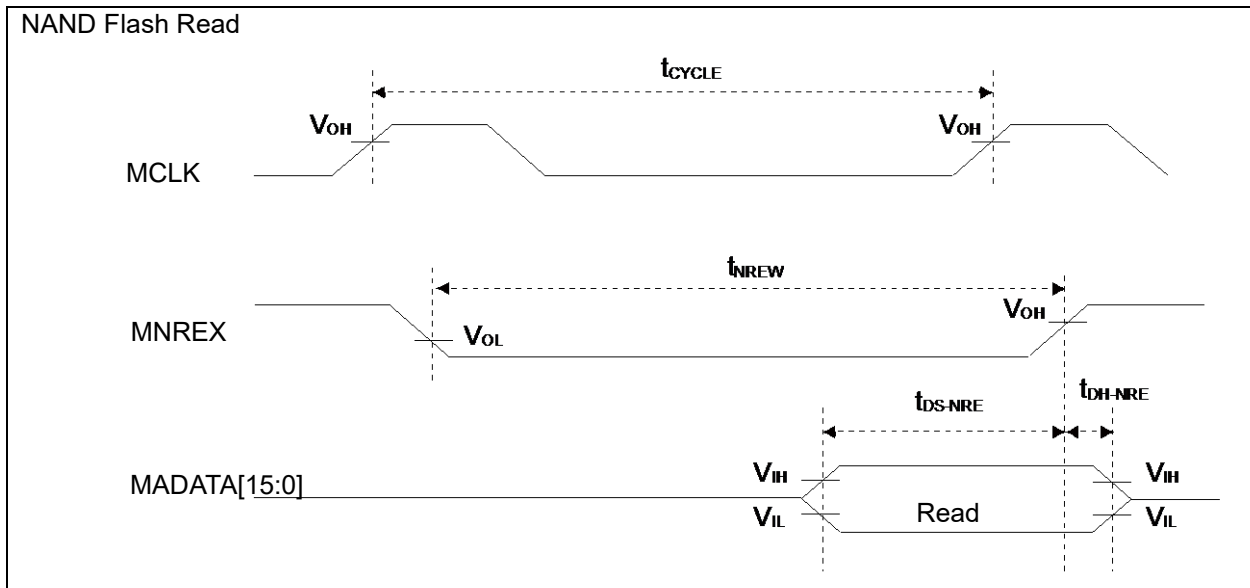 NAND Flash Read
tCYCLE
VOH VOH
MCLK
tNREW
VOH
MNREX
VOL
tDS-NRE tDH-NRE
VIH VIH
MADATA[15:0]
VIL Read VIL